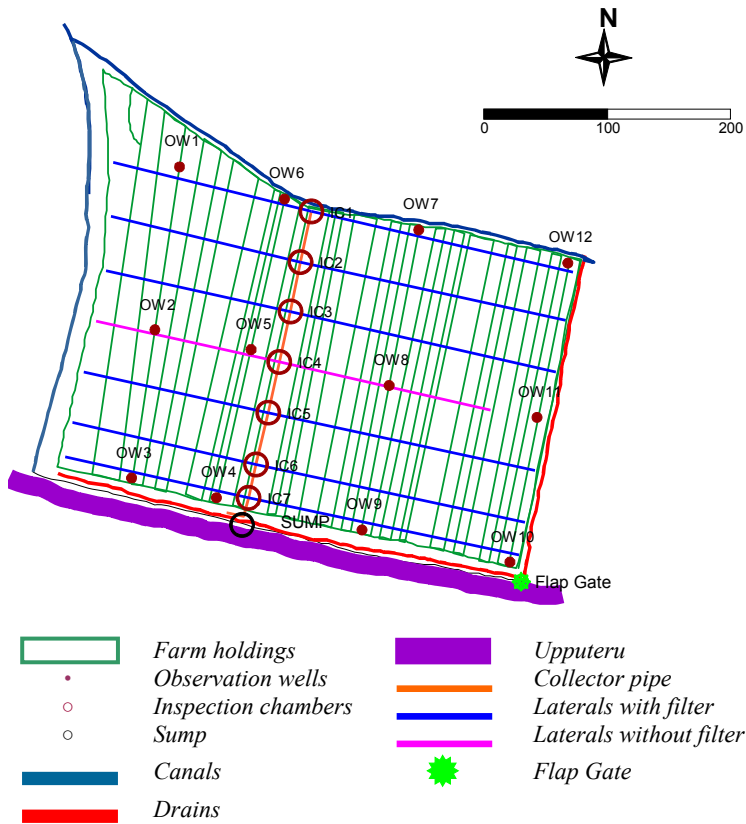 N
0 100 200
OW1
OW6
OW7
IC1
OW12
IC2
IC3
OW2
OW5
IC4
OW8
IC5
OW11
IC6
OW3
OW4
IC7
OW9
SUMP
OW10
Flap Gate
Farm holdings
Observation wells
Inspection chambers
Sump
Canals
Drains
Upputeru
Collector pipe
Laterals with filter
Laterals without filter
Flap Gate